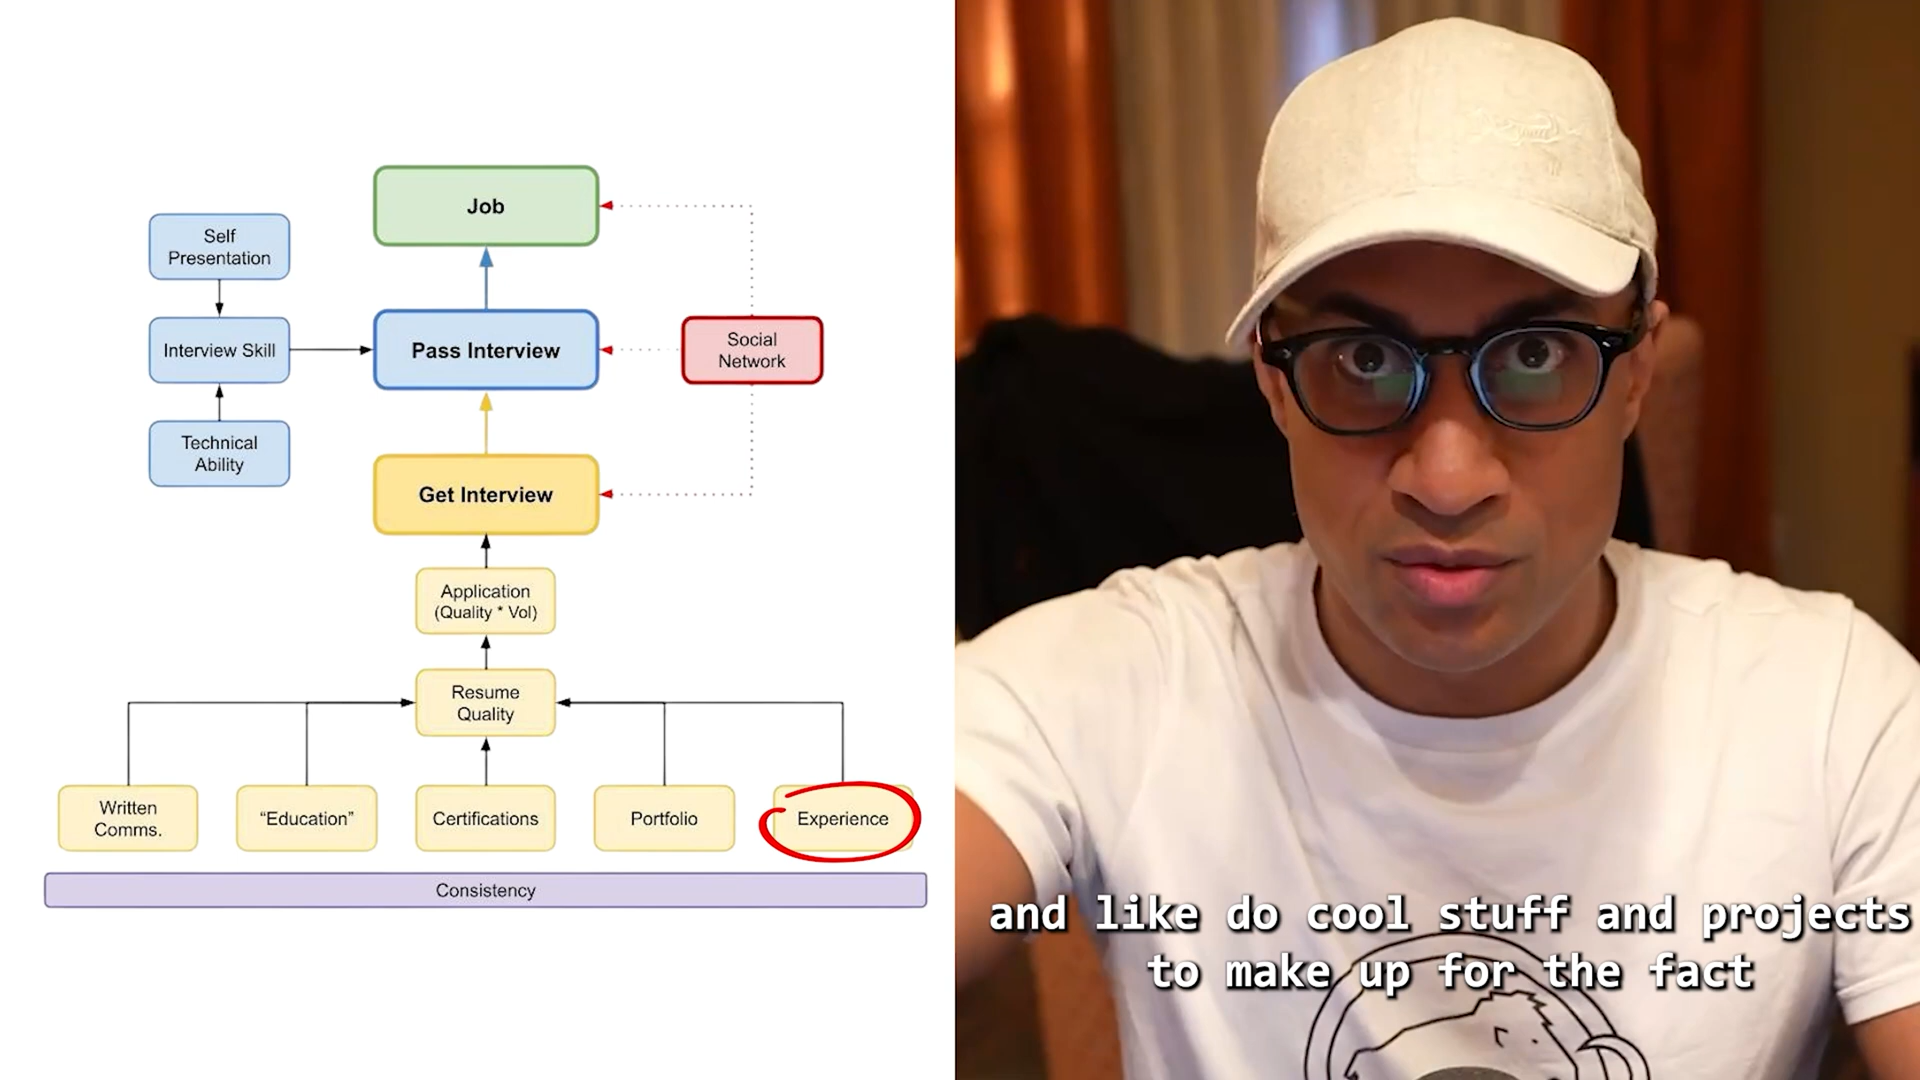 Job
Self
Presentation
Interview Skill
Pass Interview
Social
Network
Technical
Ability
Get Interview
Application
(Quality * Vol)
Resume
Quality
Written
Comms.
“Education”
Certifications
Portfolio
Experience
Consistency
and like do cool stuff and projects
to make up for the fact